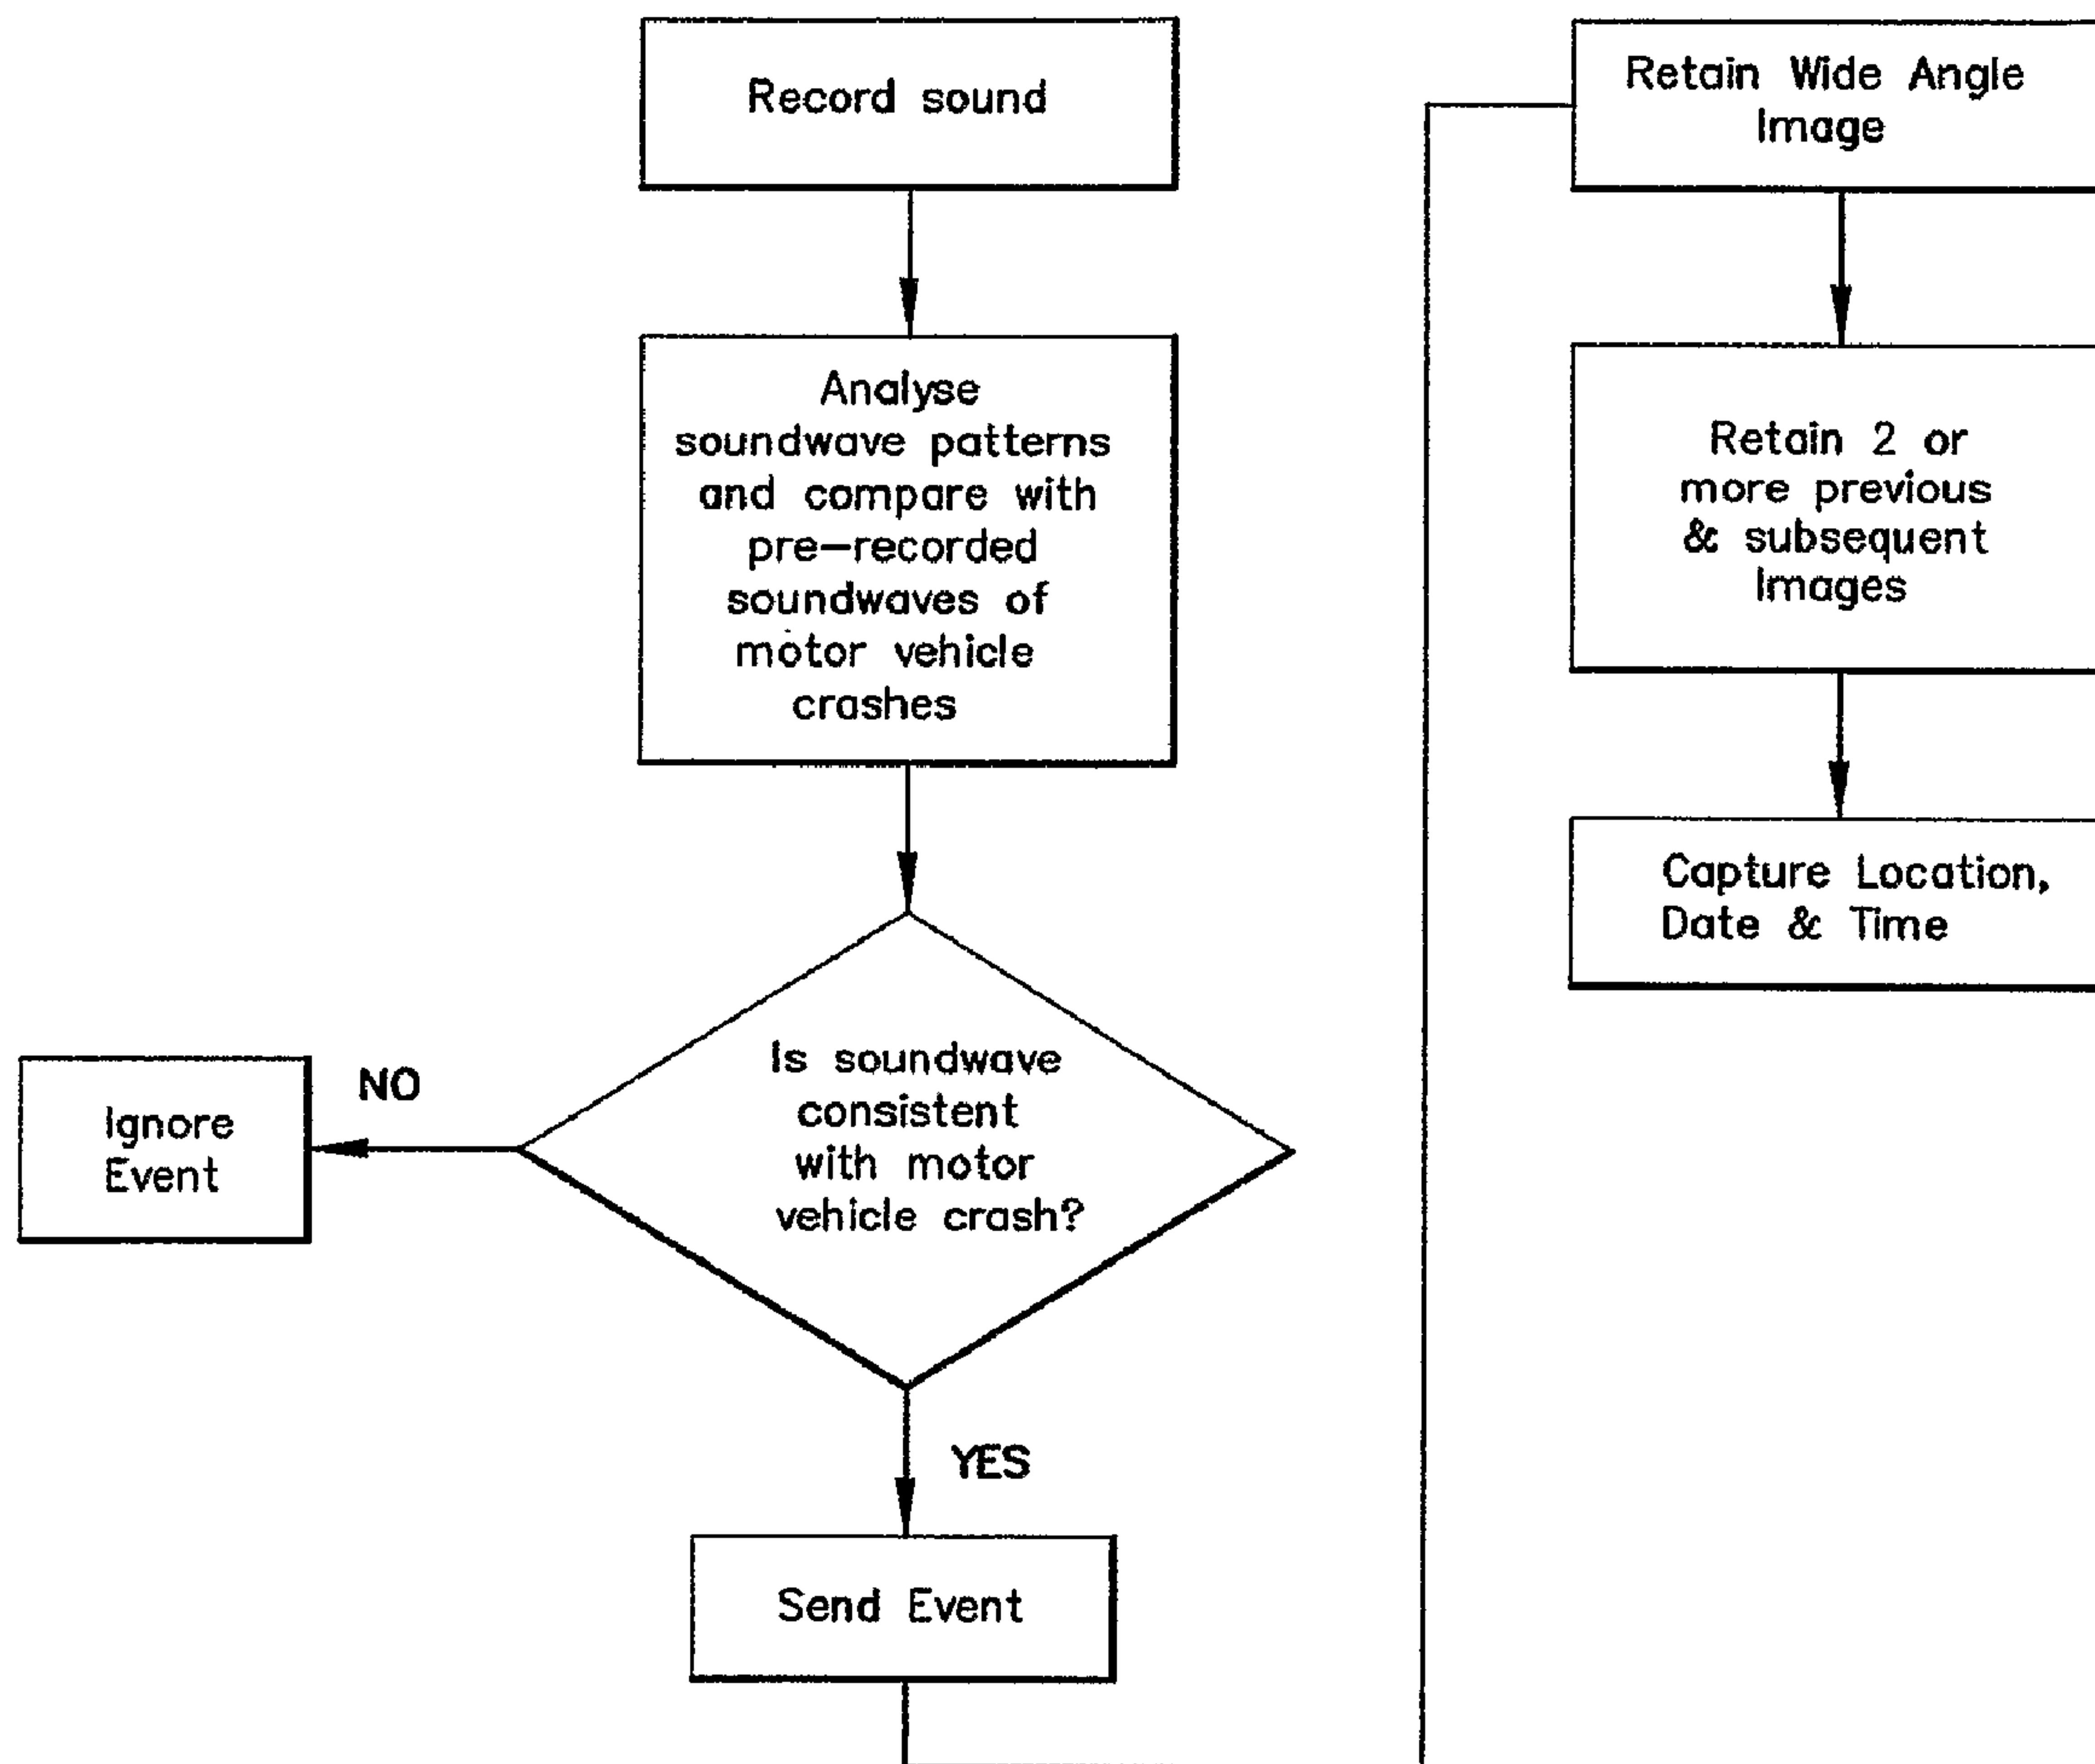 Record sound
Analyse
soundwave patterns
and compare with
pre-recorded
soundwaves of
motor vehicle
crashes
Is soundwave
consistent
with motor
vehicle crash?
NO
Ignore
Event
YES
Send Event
Retain Wide Angle
Image
Retain 2 or
more previous
& subsequent
Images
Capture Location,
Date & Time